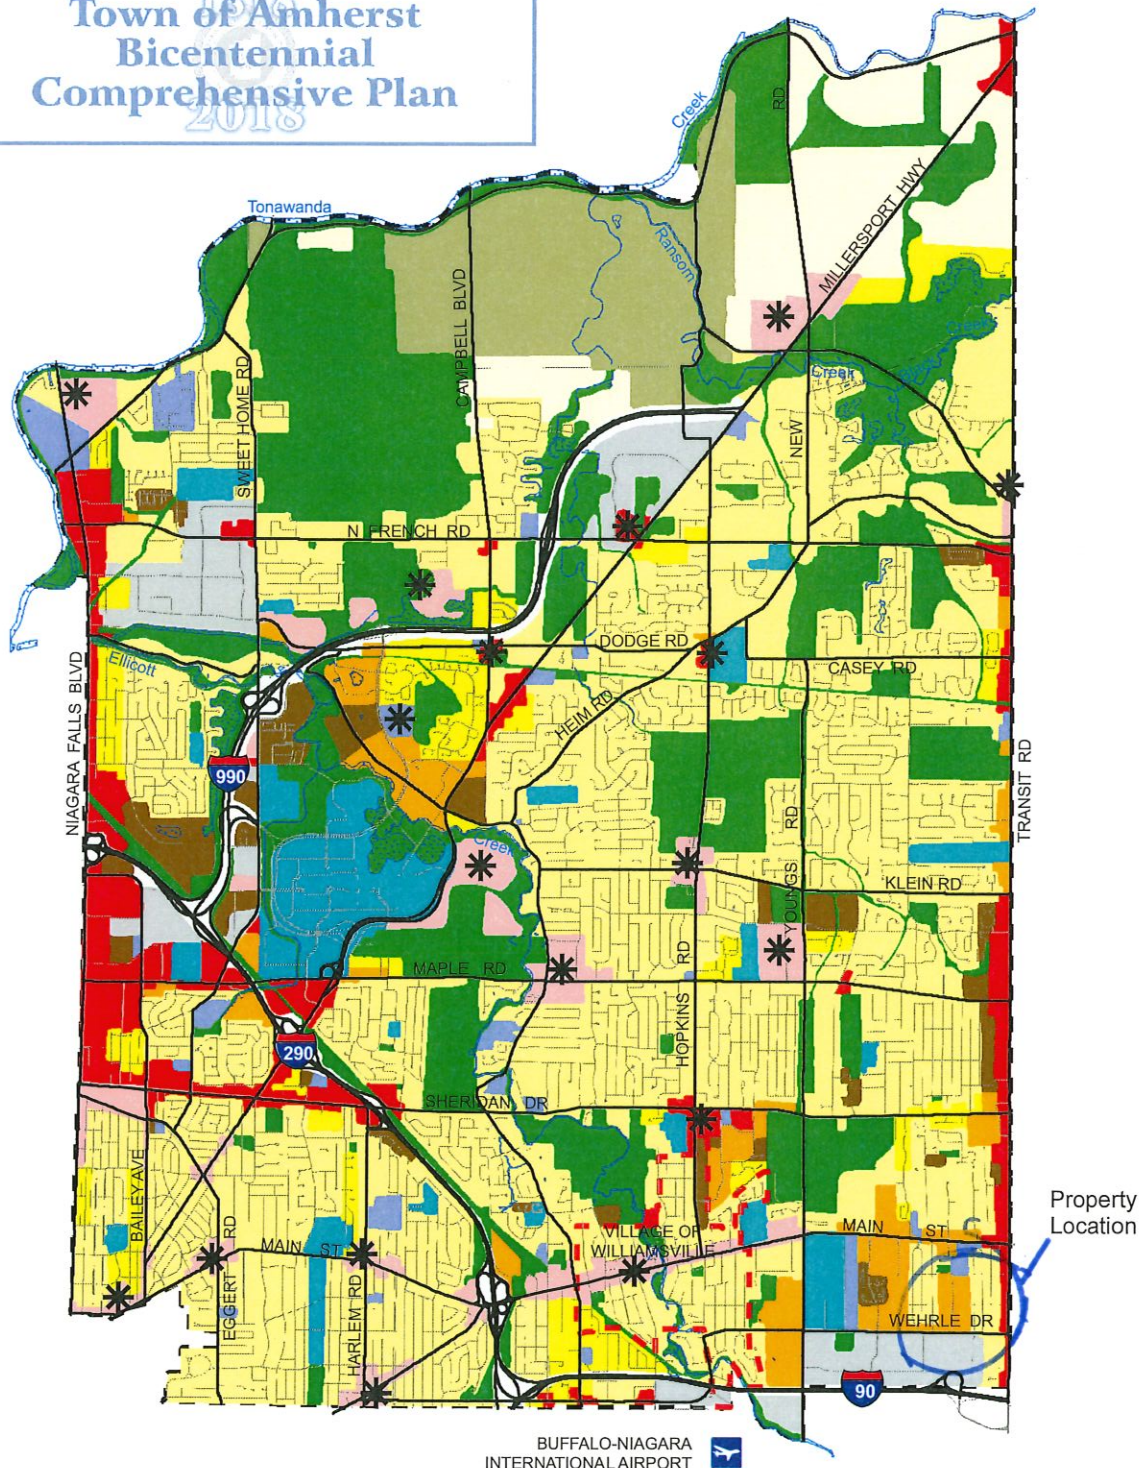 Town of Amherst
Bicentennial
Comprehensive Plan
2018
Creek
RD
Tonawanda
MILLERSPORT HWY
Ransom
CAMPBELL BLVD
Creek
Creek
SWEET HOME RD
NEW
N FRENCH RD
DODGE RD
Ellicott
CASEY RD
HEIM RD
NIAGARA FALLS BLVD
990
TRANSIT RD
RD
Creek
KLEIN RD
YOUNGS
MAPLE RD
RD
HOPKINS
290
SHERIDAN DR
BAILEY AVE
Property
Location
MAIN ST
VILLAGE OF
WILLIAMSVILLE
RD
MAIN ST
EGGERT
HARLEM RD
WEHRLE DR
90
BUFFALO-NIAGARA
INTERNATIONAL AIRPORT